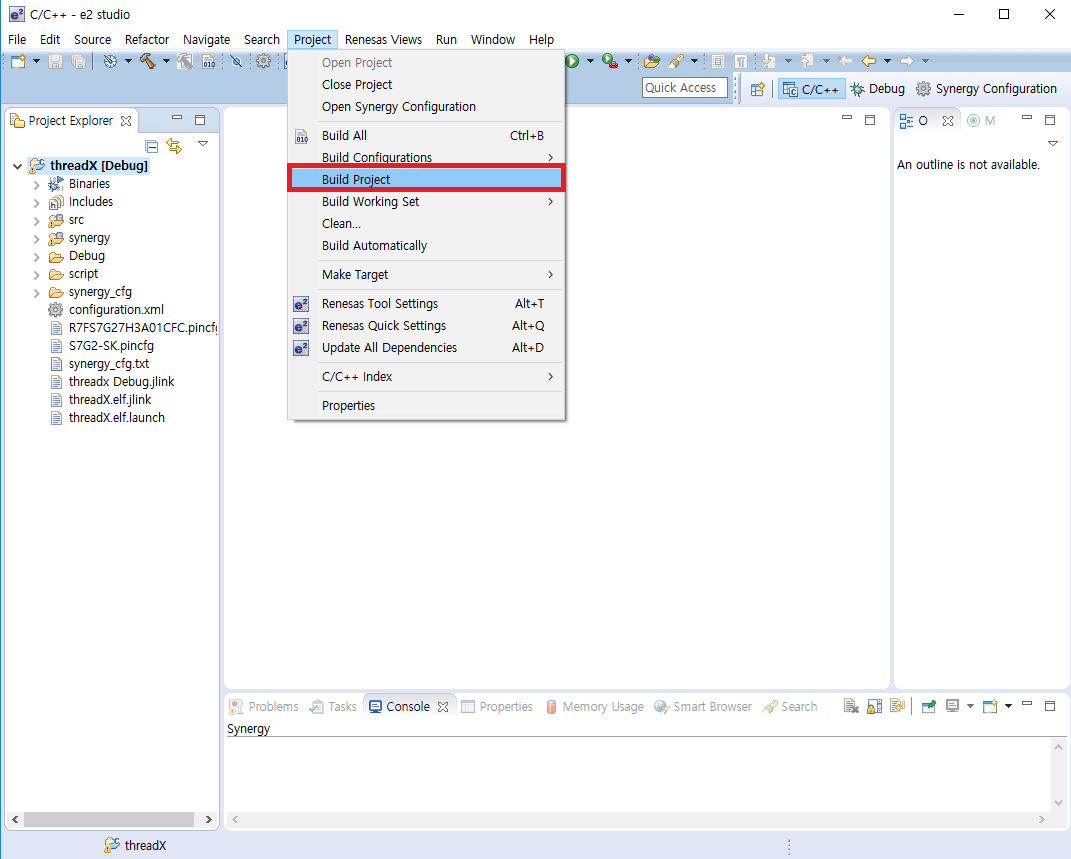 C/C++ - e2 studio
File Edit Source Refactor Navigate Search Project Renesas Views Run Window Help
Quick Access
C/C++ Debug Synergy Configuration
Open Project
Close Project
Open Synergy Configuration
Build All Ctrl+B
Build Configurations
Build Project
Build Working Set
Clean...
Build Automatically
Make Target
Renesas Tool Settings Alt+T
Renesas Quick Settings Alt+Q
Update All Dependencies Alt+D
C/C++ Index
Properties
Project Explorer
threadX [Debug]
Binaries
Includes
src
synergy
Debug
script
synergy_cfg
configuration.xml
R7FS7G27H3A01CFC.pincfg
S7G2-SK.pincfg
synergy_cfg.txt
threadx Debug.jlink
threadX.elf.jlink
threadX.elf.launch
O M
An outline is not available.
Problems Tasks Console Properties Memory Usage Smart Browser Search
Synergy
threadX